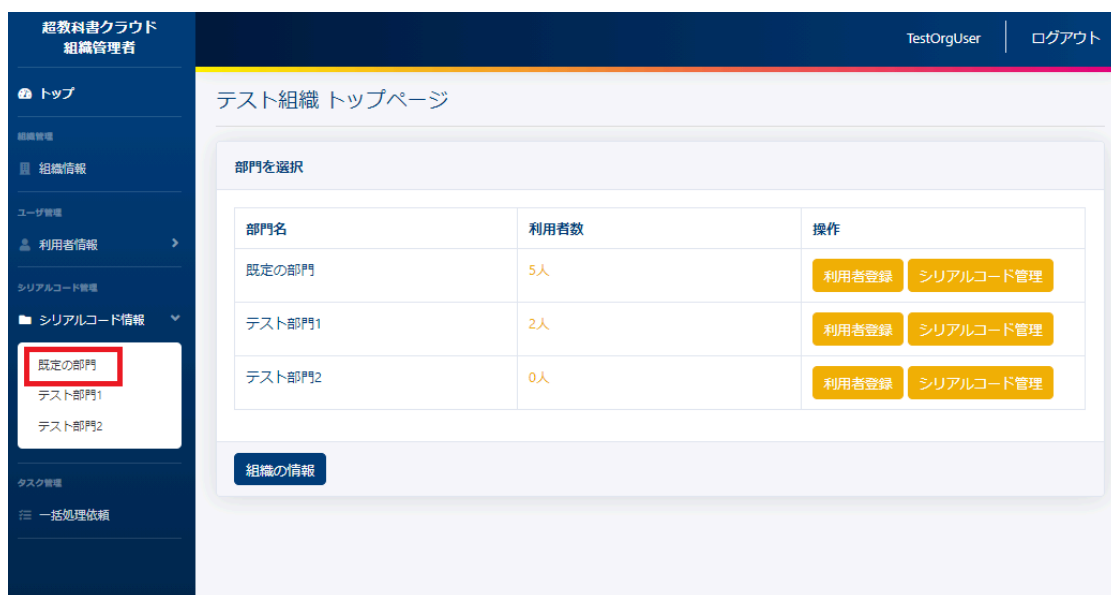 超教科書クラウド
組織管理者
TestOrgUser
ログアウト
トップ
組織管理
組織情報
ユーザ管理
利用者情報
シリアルコード管理
シリアルコード情報
既定の部門
テスト部門1
テスト部門2
タスク管理
一括処理依頼
テスト組織 トップページ
部門を選択
部門名 利用者数 操作
既定の部門 5人 利用者登録 シリアルコード管理
テスト部門1 2人 利用者登録 シリアルコード管理
テスト部門2 0人 利用者登録 シリアルコード管理
組織の情報